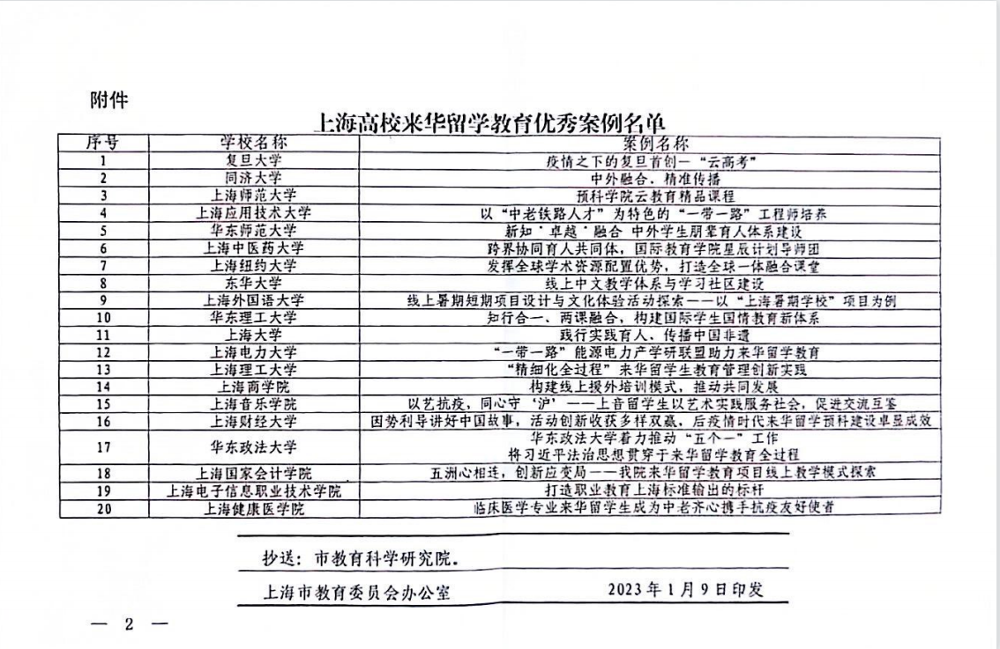 附件
上海高校来华留学教育优秀案例名单
序号 学校名称 案例名称
1 复旦大学 疫情之下的复旦首创—“云高考”
2 同济大学 中外融合、精准传播
3 上海师范大学 预科学院云教育精品课程
4 上海应用技术大学 以“中老铁路人才”为特色的“一带一路”工程师培养
5 华东师范大学 新知·卓越·融合 中外学生朋辈育人体系建设
6 上海中医药大学 跨界协同育人共同体，国际教育学院星辰计划导师团
7 上海纽约大学 发挥全球学术资源配置优势，打造全球一体融合课堂
8 东华大学 线上中文教学体系与学习社区建设
9 上海外国语大学 线上暑期短期项目设计与文化体验活动探索——以“上海暑期学校”项目为例
10 华东理工大学 知行合一、两课融合，构建国际学生国情教育新体系
11 上海大学 践行实践育人、传播中国非遗
12 上海电力大学 “一带一路”能源电力产学研联盟助力来华留学教育
13 上海理工大学 “精细化全过程”来华留学生教育管理创新实践
14 上海商学院 构建线上援外培训模式，推动共同发展
15 上海音乐学院 以艺抗疫，同心守‘沪’——上音留学生以艺术实践服务社会，促进交流互鉴
16 上海财经大学 因势利导讲好中国故事，活动创新收获多样双赢，后疫情时代来华留学预科建设卓显成效
17 华东政法大学 华东政法大学着力推动“五个一”工作
将习近平法治思想贯穿于来华留学教育全过程
18 上海国家会计学院 五洲心相连，创新应变局——我院来华留学教育项目线上教学模式探索
19 上海电子信息职业技术学院 打造职业教育上海标准输出的标杆
20 上海健康医学院 临床医学专业来华留学生成为中老齐心携手抗疫友好使者
抄送：市教育科学研究院.
上海市教育委员会办公室 2023年1月9日印发
— 2 —